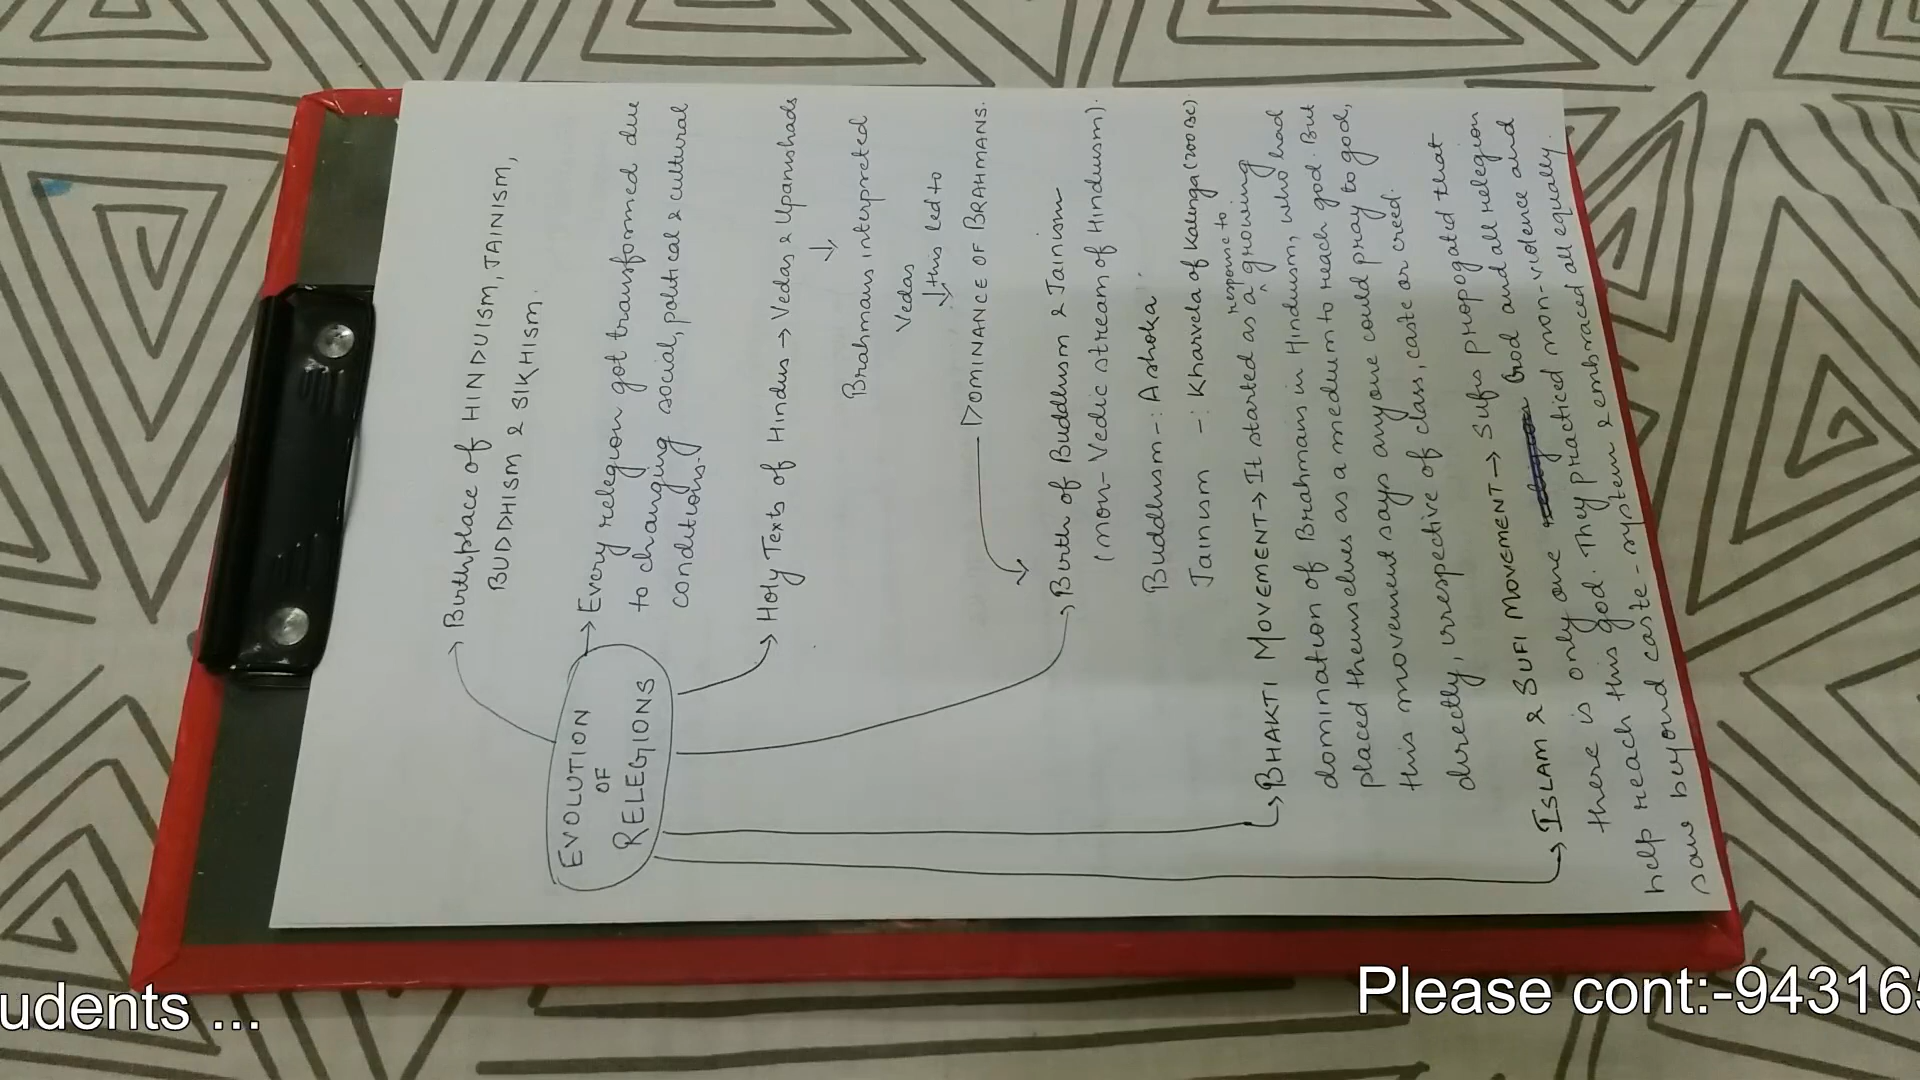 EVOLUTION
OF
RELEGIONS
Birthplace of HINDUISM, JAINISM,
BUDDHISM & SIKHISM.
Every relegion got transformed due
to changing social, political & cultural
conditions.
Holy Texts of Hindus → Vedas & Upanishads
↓
Brahmans interpreted
Vedas
↓ this led to
DOMINANCE OF BRAHMANS.
Birth of Buddhism & Jainism
(non-Vedic stream of Hinduism).
Buddhism -: Ashoka.
Jainism -: Kharvela of Kalinga (200 BC).
response to
BHAKTI MOVEMENT → It started as a ^ growing
domination of Brahmans in Hinduism, who had
placed themselves as a medium to reach god. But
this movement says anyone could pray to god,
directly, irrespective of class, caste or creed.
ISLAM & SUFI MOVEMENT → Sufis propogated that
there is only one God and all relegion
help reach this god. They practiced non-violence and
saw beyond caste-system & embraced all equally.
udents ...
Please cont:-943165